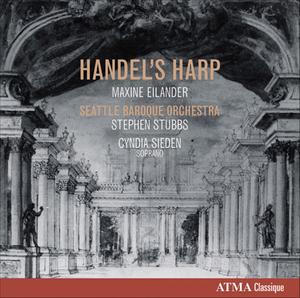 HANDEL'S HARP
MAXINE EILANDER
SEATTLE BAROQUE ORCHESTRA
STEPHEN STUBBS
CYNDIA SIEDEN
SOPRANO
ATMA Classique